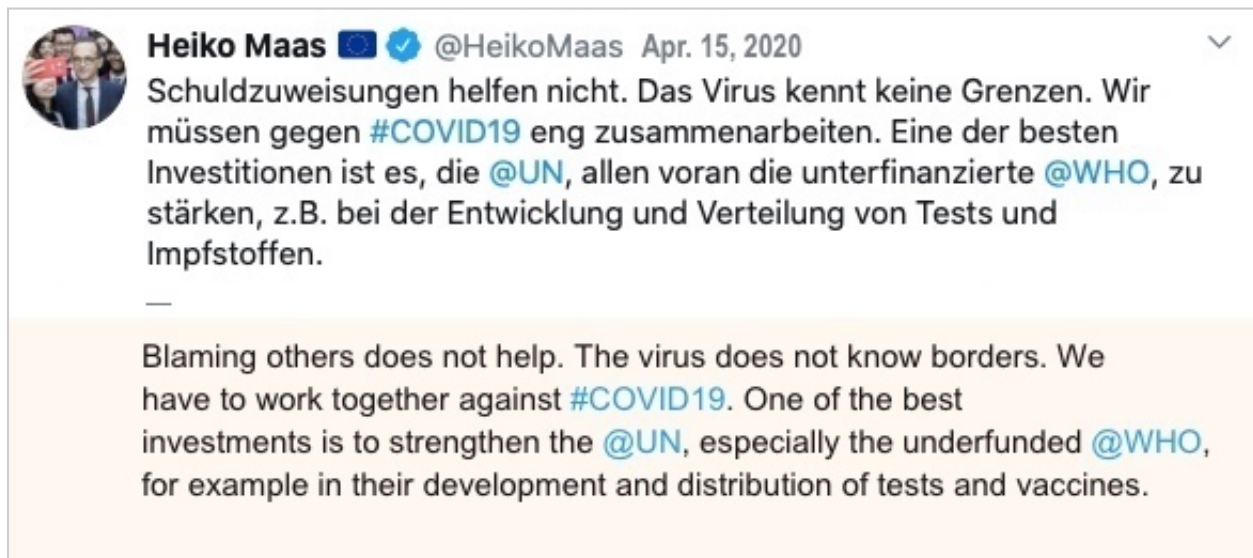 Heiko Maas @HeikoMaas Apr. 15, 2020
Schuldzuweisungen helfen nicht. Das Virus kennt keine Grenzen. Wir
müssen gegen #COVID19 eng zusammenarbeiten. Eine der besten
Investitionen ist es, die @UN, allen voran die unterfinanzierte @WHO, zu
stärken, z.B. bei der Entwicklung und Verteilung von Tests und
Impfstoffen.
—
Blaming others does not help. The virus does not know borders. We
have to work together against #COVID19. One of the best
investments is to strengthen the @UN, especially the underfunded @WHO,
for example in their development and distribution of tests and vaccines.